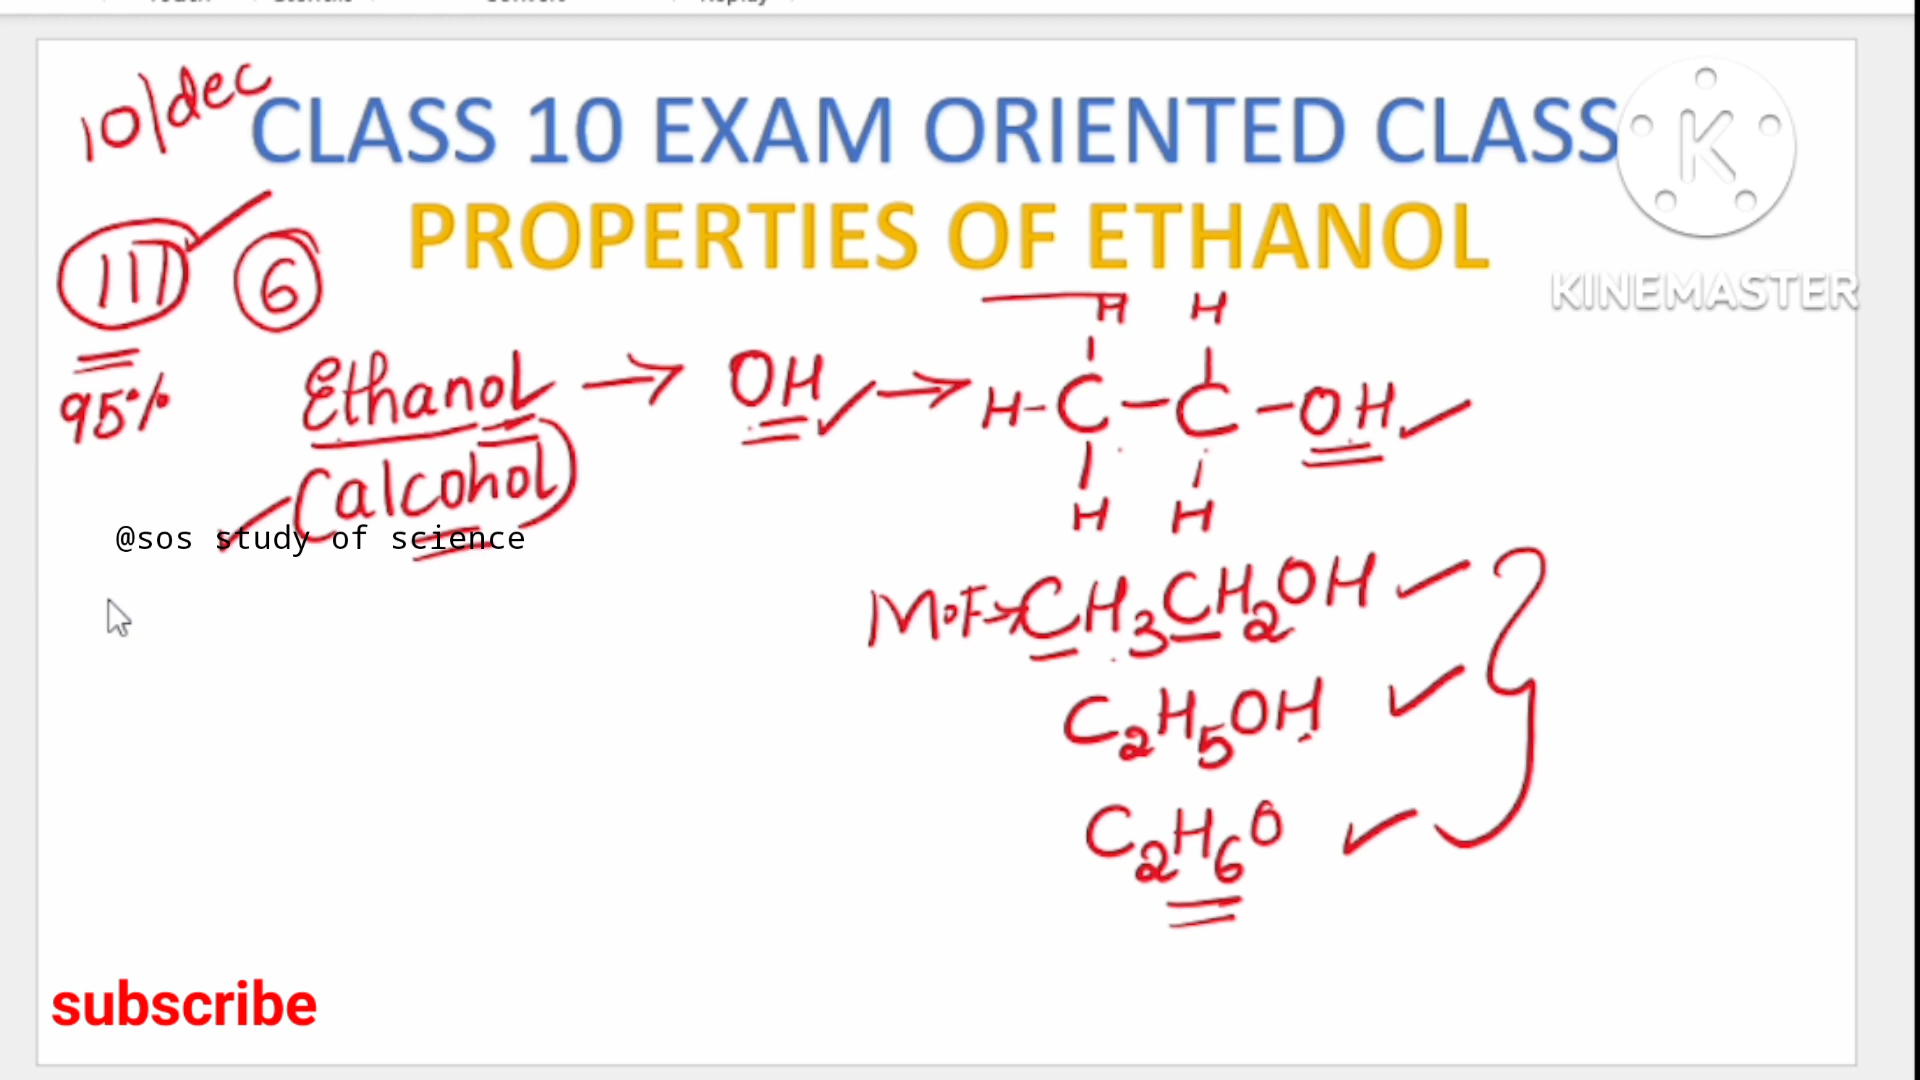 10/dec
CLASS 10 EXAM ORIENTED CLASS
K
PROPERTIES OF ETHANOL
KINEMASTER
111 6
95%
H H
Ethanol → OH → H-C-C-OH
(alcohol)
H H
@sos study of science
M.F→CH3CH2OH
C2H5OH
C2H6O
subscribe